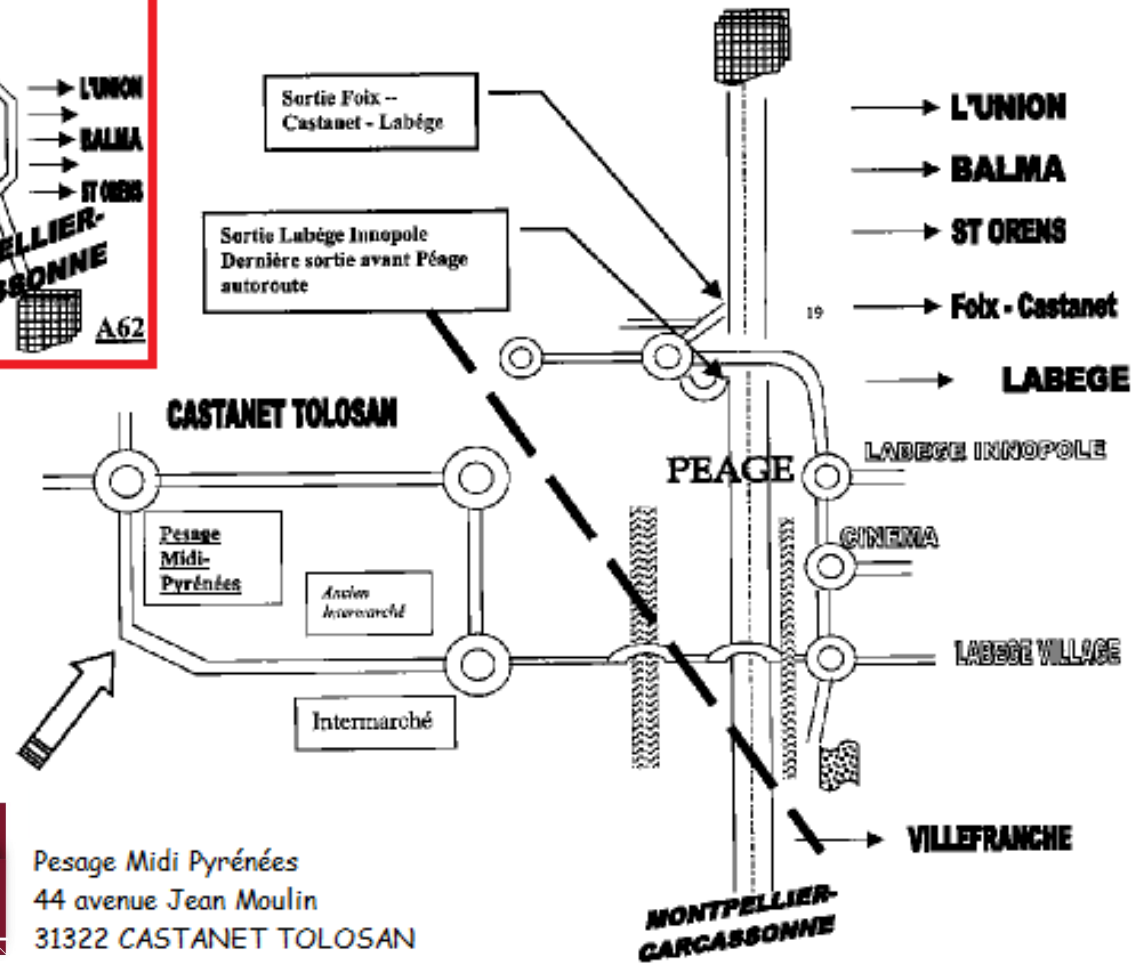 L'UNION
BALMA
ST ORENS
A62
Sortie Foix --
Castanet - Labége
Sortie Labége Innopole
Dernière sortie avant Péage
autoroute
L'UNION
BALMA
ST ORENS
19
Foix - Castanet
LABEGE
CASTANET TOLOSAN
PEAGE
LABEGE INNOPOLE
CINEMA
Pesage
Midi-
Pyrénées
Ancien
Intermarché
LABEGE VILLAGE
Intermarché
VILLEFRANCHE
MONTPELLIER-
CARCASSONNE
Pesage Midi Pyrénées
44 avenue Jean Moulin
31322 CASTANET TOLOSAN